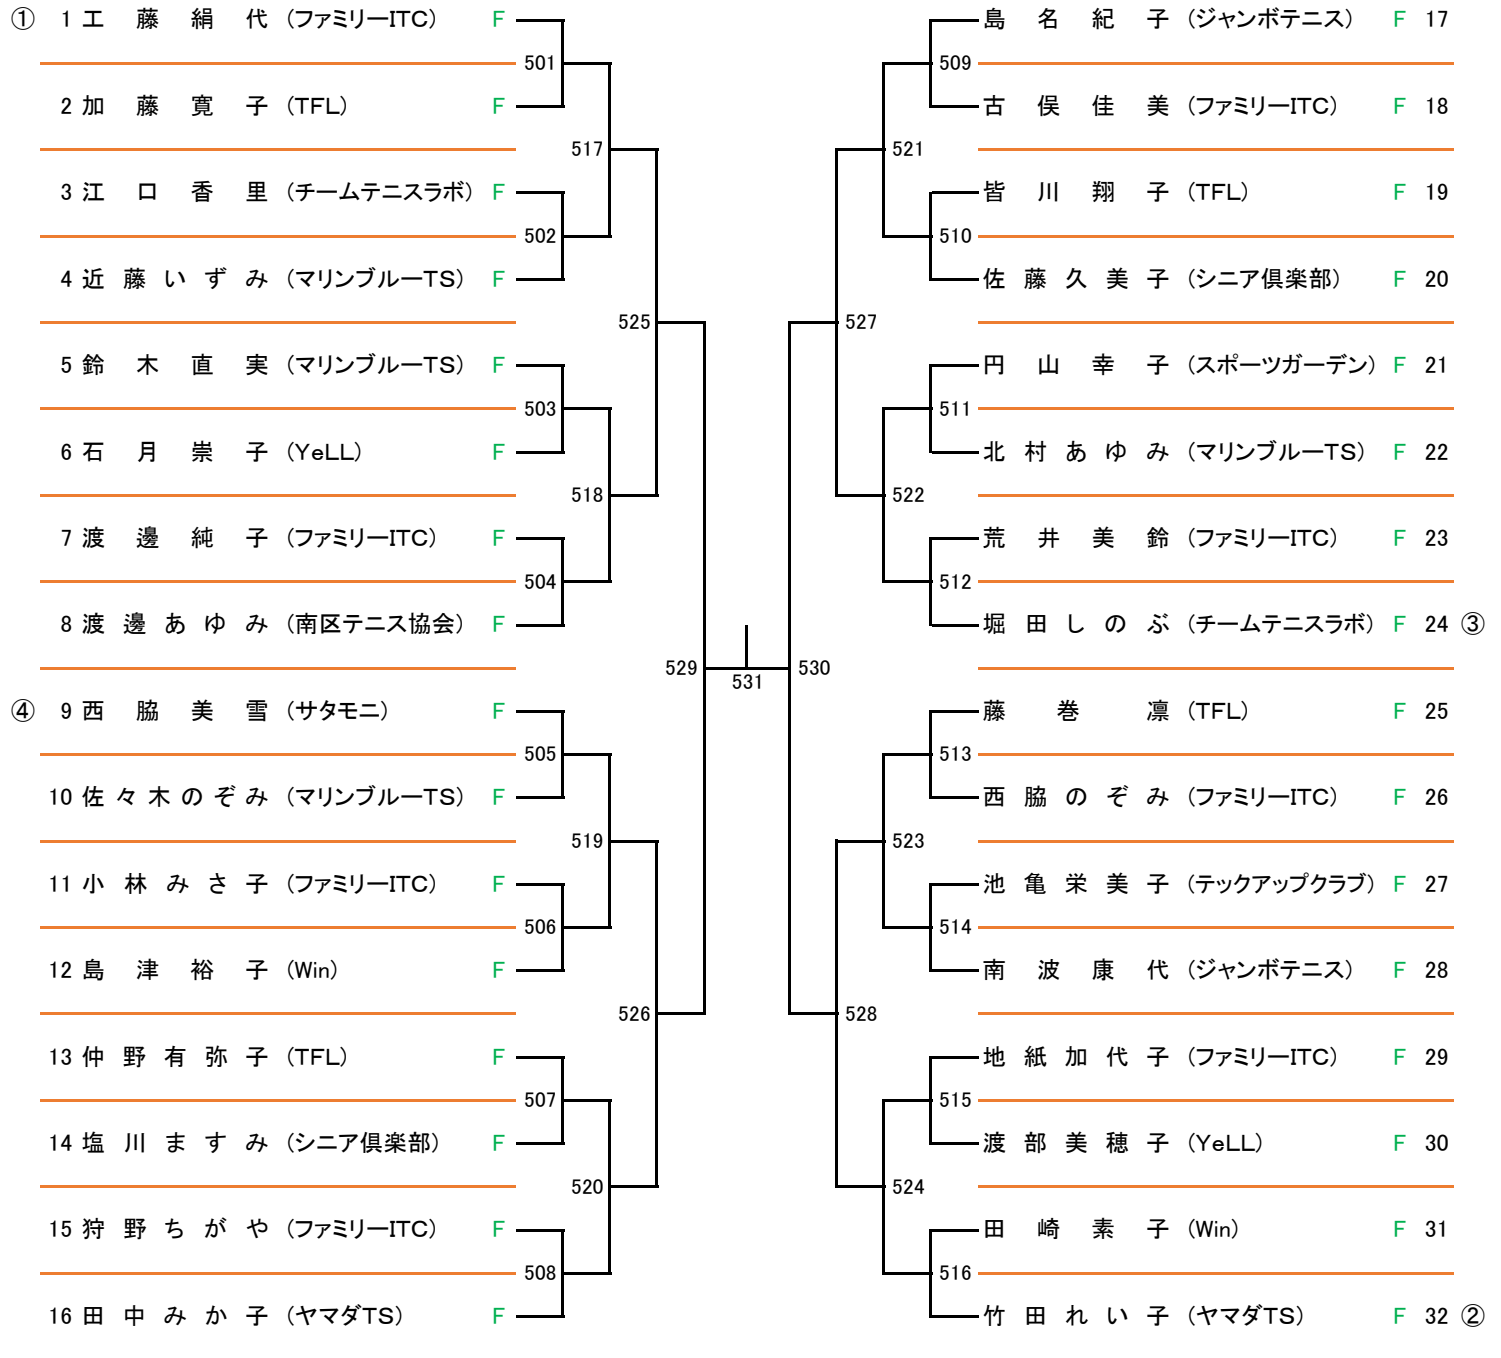 ① 1 工藤絹代 (ファミリーITC) F
501
2 加藤寛子 (TFL) F
517
3 江口香里 (チームテニスラボ) F
502
4 近藤いずみ (マリンブルーTS) F
525
5 鈴木直実 (マリンブルーTS) F
503
6 石月崇子 (YeLL) F
518
7 渡邊純子 (ファミリーITC) F
504
8 渡邊あゆみ (南区テニス協会) F
529
④ 9 西脇美雪 (サタモニ) F
505
10 佐々木のぞみ (マリンブルーTS) F
519
11 小林みさ子 (ファミリーITC) F
506
12 島津裕子 (Win) F
526
13 仲野有弥子 (TFL) F
507
14 塩川ますみ (シニア倶楽部) F
520
15 狩野ちがや (ファミリーITC) F
508
16 田中みか子 (ヤマダTS) F
531
島名紀子 (ジャンボテニス) F 17
509
古俣佳美 (ファミリーITC) F 18
521
皆川翔子 (TFL) F 19
510
佐藤久美子 (シニア倶楽部) F 20
527
円山幸子 (スポーツガーデン) F 21
511
北村あゆみ (マリンブルーTS) F 22
522
荒井美鈴 (ファミリーITC) F 23
512
堀田しのぶ (チームテニスラボ) F 24 ③
530
藤巻凛 (TFL) F 25
513
西脇のぞみ (ファミリーITC) F 26
523
池亀栄美子 (テックアップクラブ) F 27
514
南波康代 (ジャンボテニス) F 28
528
地紙加代子 (ファミリーITC) F 29
515
渡部美穂子 (YeLL) F 30
524
田崎素子 (Win) F 31
516
竹田れい子 (ヤマダTS) F 32 ②